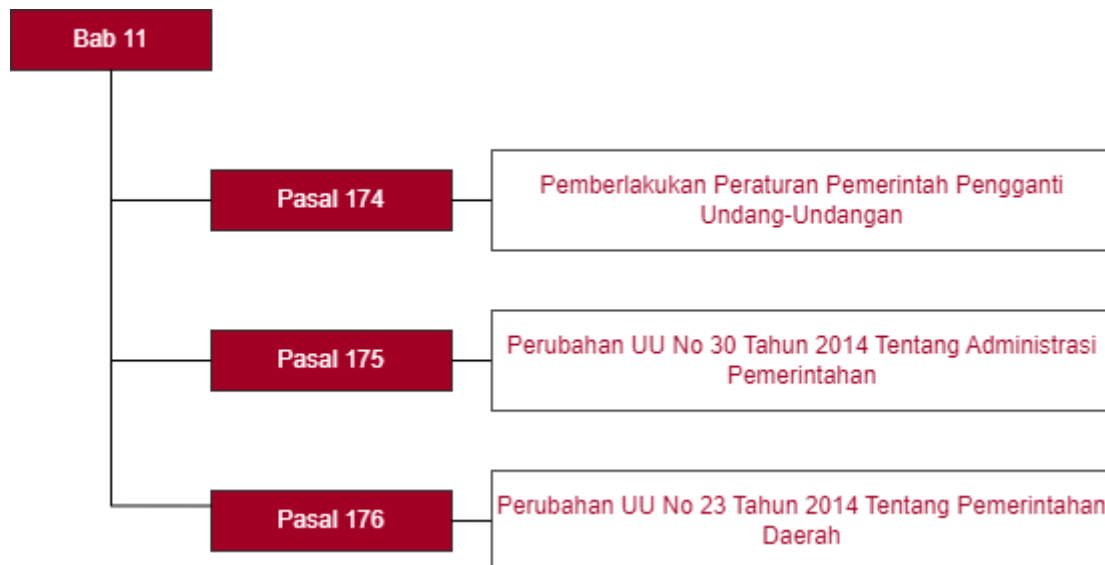 Bab 11
Pasal 174
Pemberlakukan Peraturan Pemerintah Pengganti
Undang-Undangan
Pasal 175
Perubahan UU No 30 Tahun 2014 Tentang Administrasi
Pemerintahan
Pasal 176
Perubahan UU No 23 Tahun 2014 Tentang Pemerintahan
Daerah